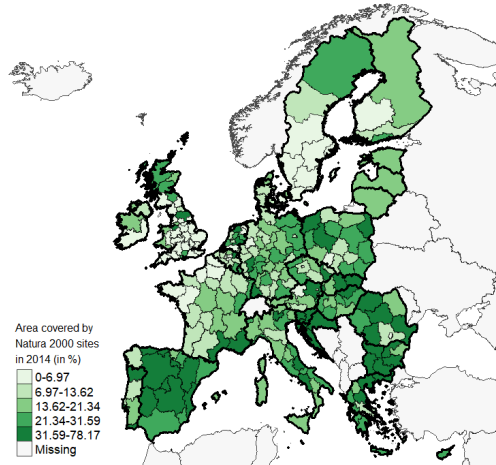 Area covered by
Natura 2000 sites
in 2014 (in %)
0-6.97
6.97-13.62
13.62-21.34
21.34-31.59
31.59-78.17
Missing